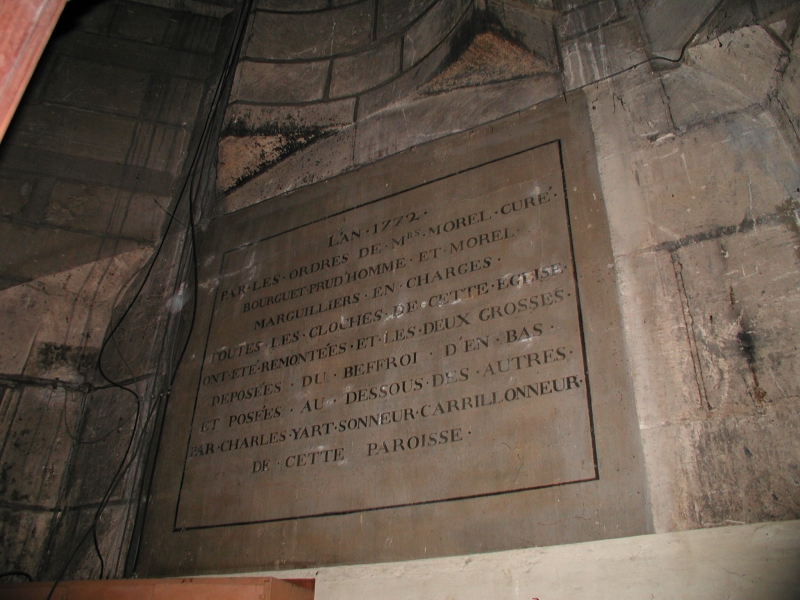 LAN · 1772 ·
PAR · LES · ORDRES · DE · MRS · MOREL · CURÉ ·
BOURGUET · PRUD'HOMME · ET · MOREL ·
MARGUILLIERS · EN · CHARGES ·
TOUTES · LES · CLOCHES · DE · CETTE · EGLISE ·
ONT · ETÉ · REMONTÉES · ET · LES · DEUX · GROSSES ·
DEPOSÉES · DU · BEFFROI · D'EN · BAS ·
ET · POSÉES · AU · DESSOUS · DES · AUTRES ·
PAR · CHARLES · YART · SONNEUR · CARRILLONNEUR ·
DE · CETTE PAROISSE ·